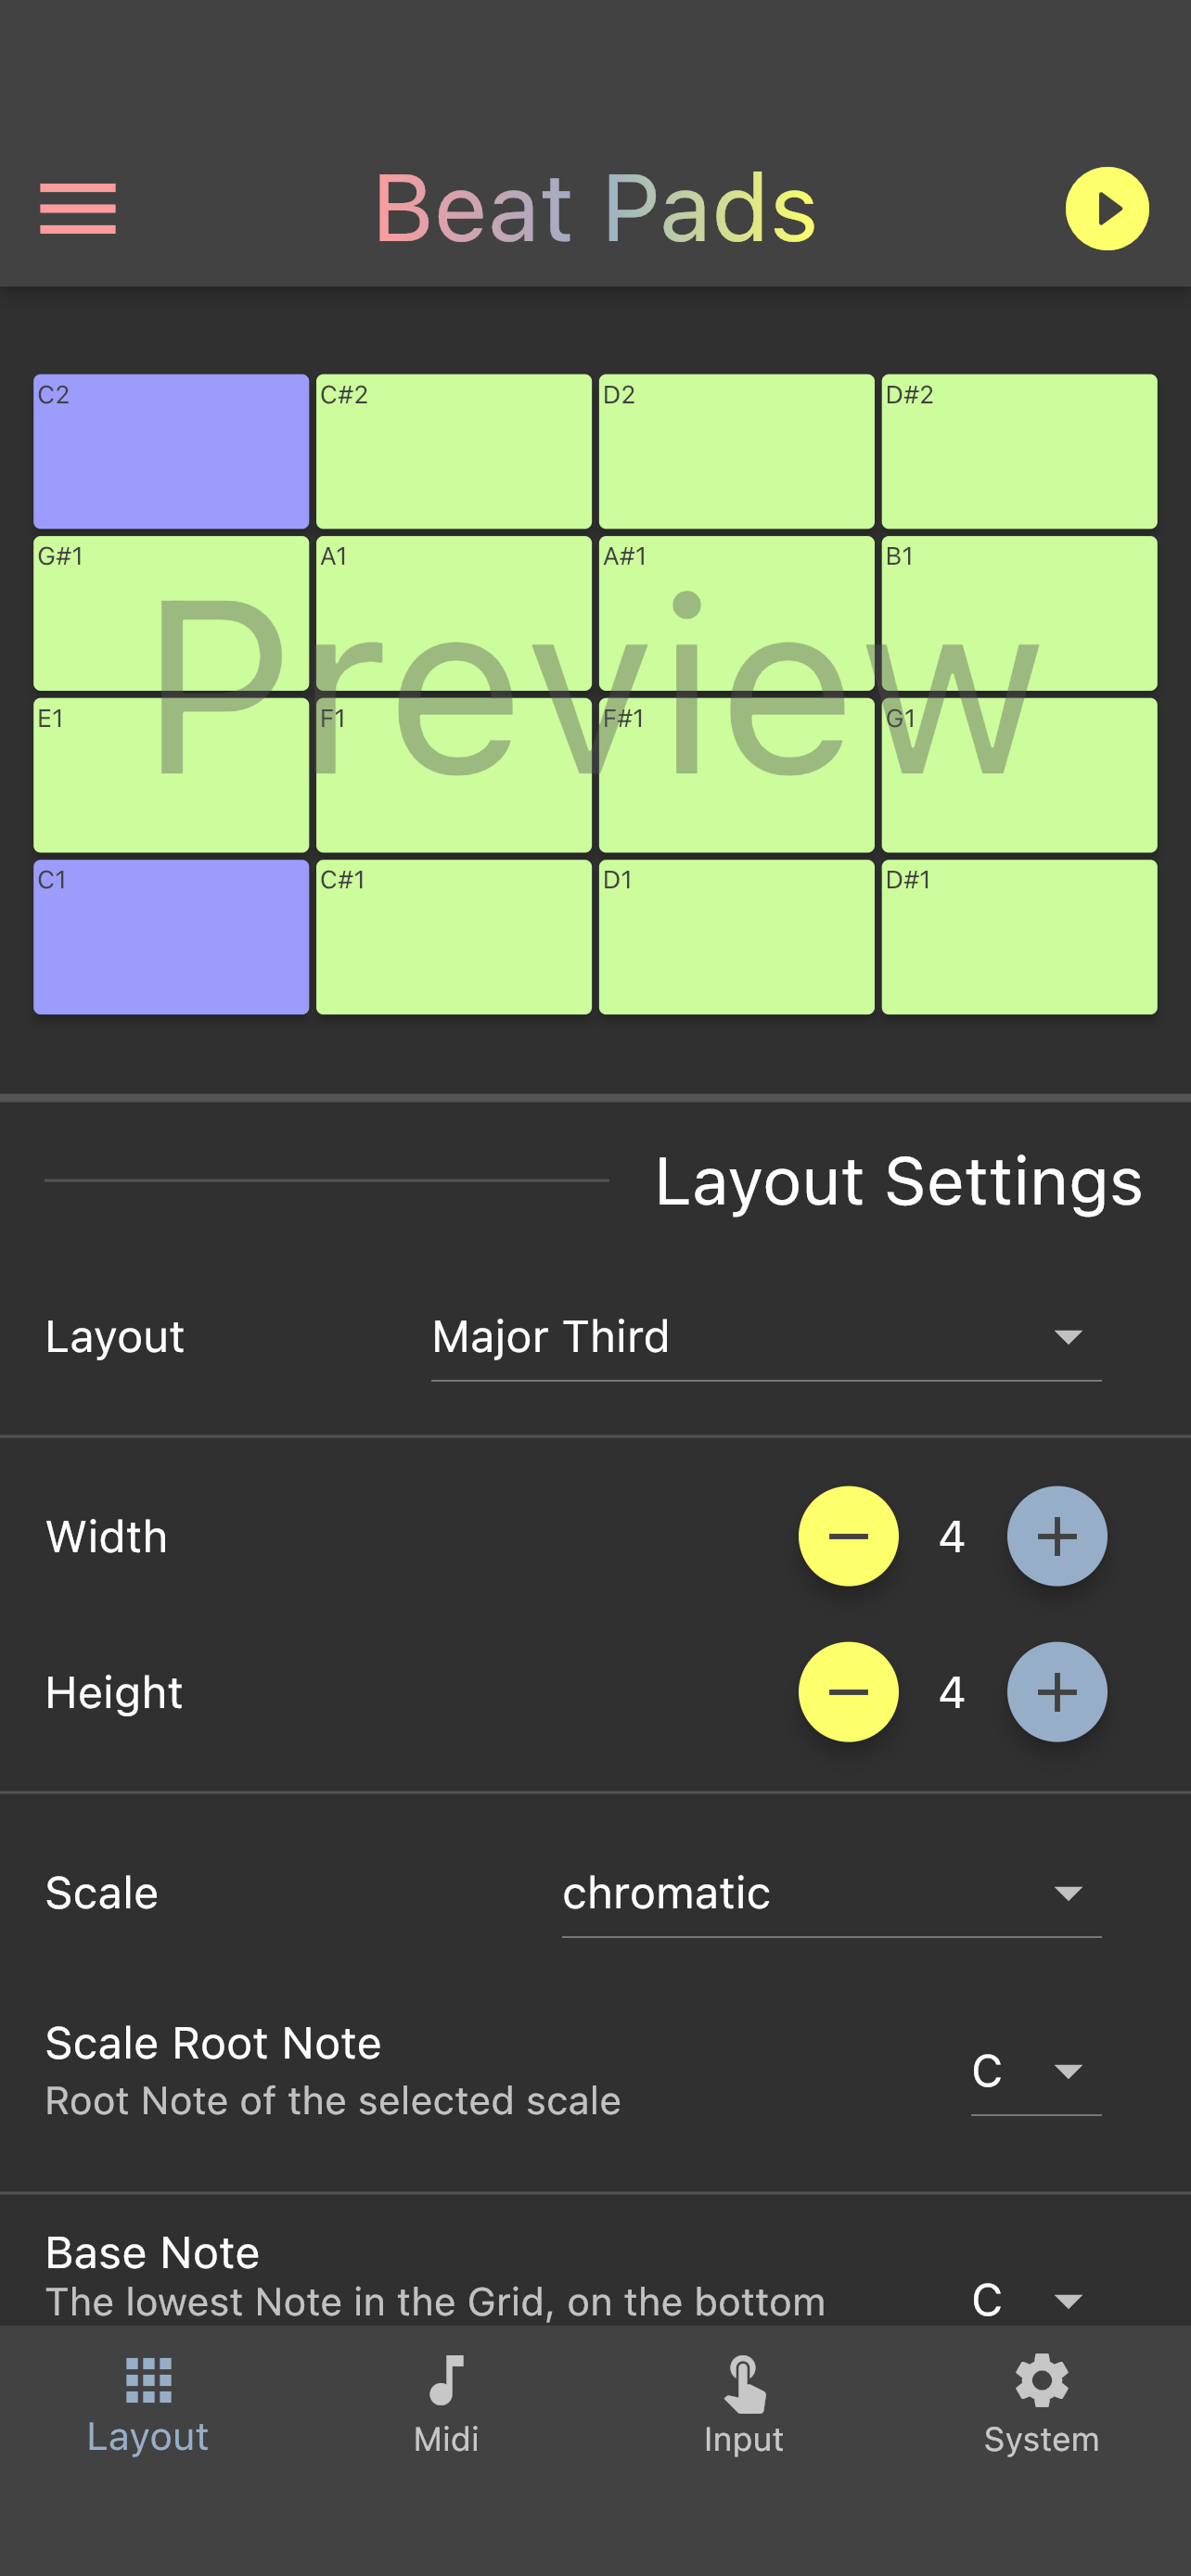 Beat Pads
C2 C#2 D2 D#2
G#1 A1 A#1 B1
Preview
E1 F1 F#1 G1
C1 C#1 D1 D#1
Layout Settings
Layout Major Third
Width 4
Height 4
Scale chromatic
Scale Root Note
Root Note of the selected scale C
Base Note
The lowest Note in the Grid, on the bottom C
Layout Midi Input System